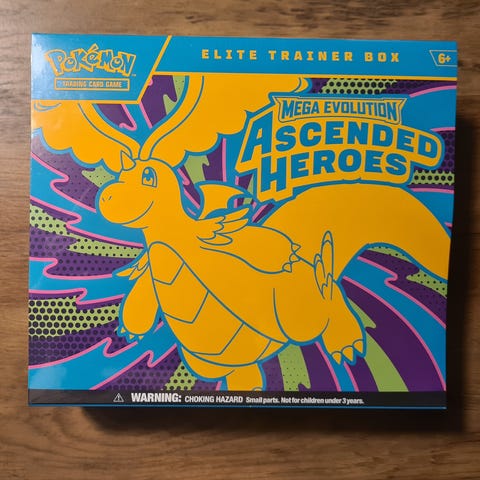 Pokémon
TRADING CARD GAME
ELITE TRAINER BOX
6+
MEGA EVOLUTION
ASCENDED
HEROES
⚠ WARNING: CHOKING HAZARD Small parts. Not for children under 3 years.